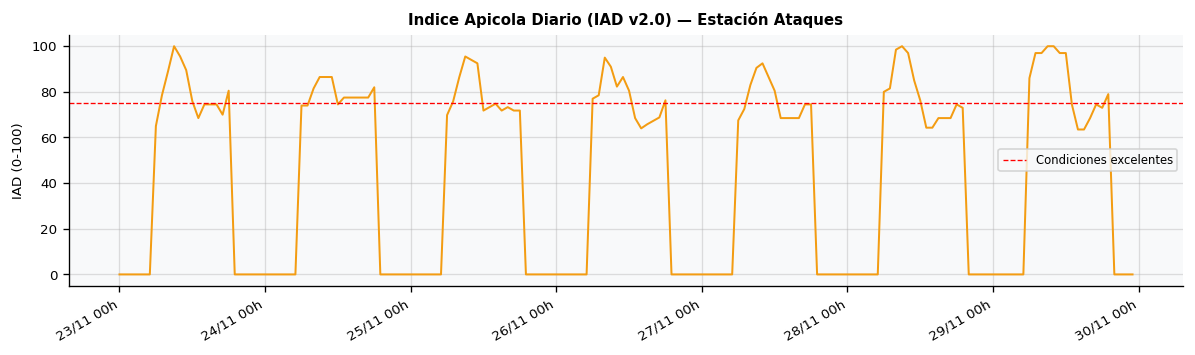 Indice Apicola Diario (IAD v2.0) — Estación Ataques
IAD (0-100)
100
80
60
40
20
0
Condiciones excelentes
23/11 00h
24/11 00h
25/11 00h
26/11 00h
27/11 00h
28/11 00h
29/11 00h
30/11 00h